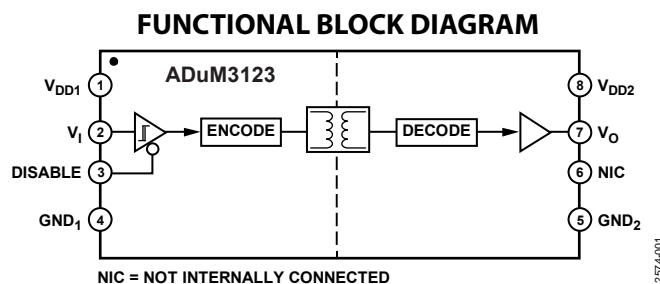 FUNCTIONAL BLOCK DIAGRAM
ADuM3123
VDD1 1
8 VDD2
VI 2
ENCODE
DECODE
7 VO
DISABLE 3
6 NIC
GND1 4
5 GND2
NIC = NOT INTERNALLY CONNECTED